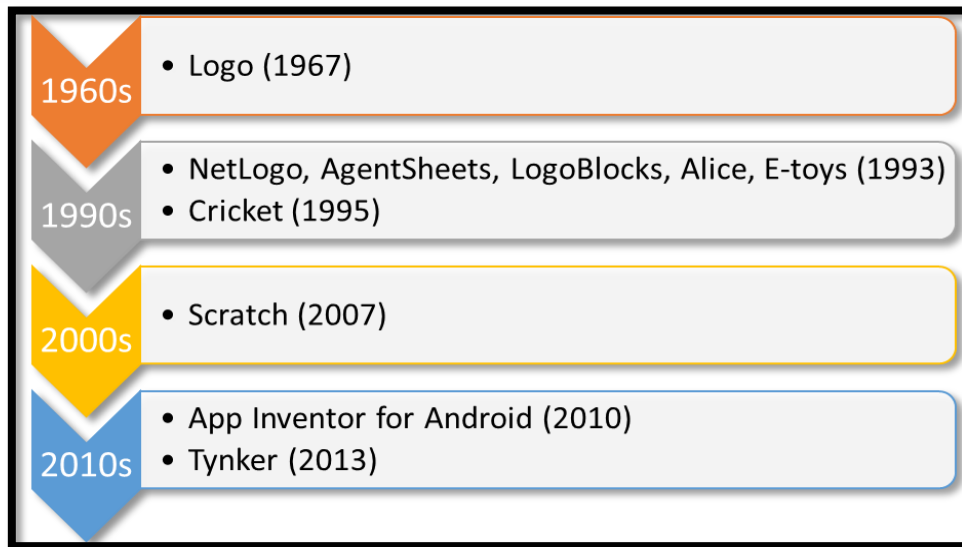 1960s
• Logo (1967)
1990s
• NetLogo, AgentSheets, LogoBlocks, Alice, E-toys (1993)
• Cricket (1995)
2000s
• Scratch (2007)
2010s
• App Inventor for Android (2010)
• Tynker (2013)